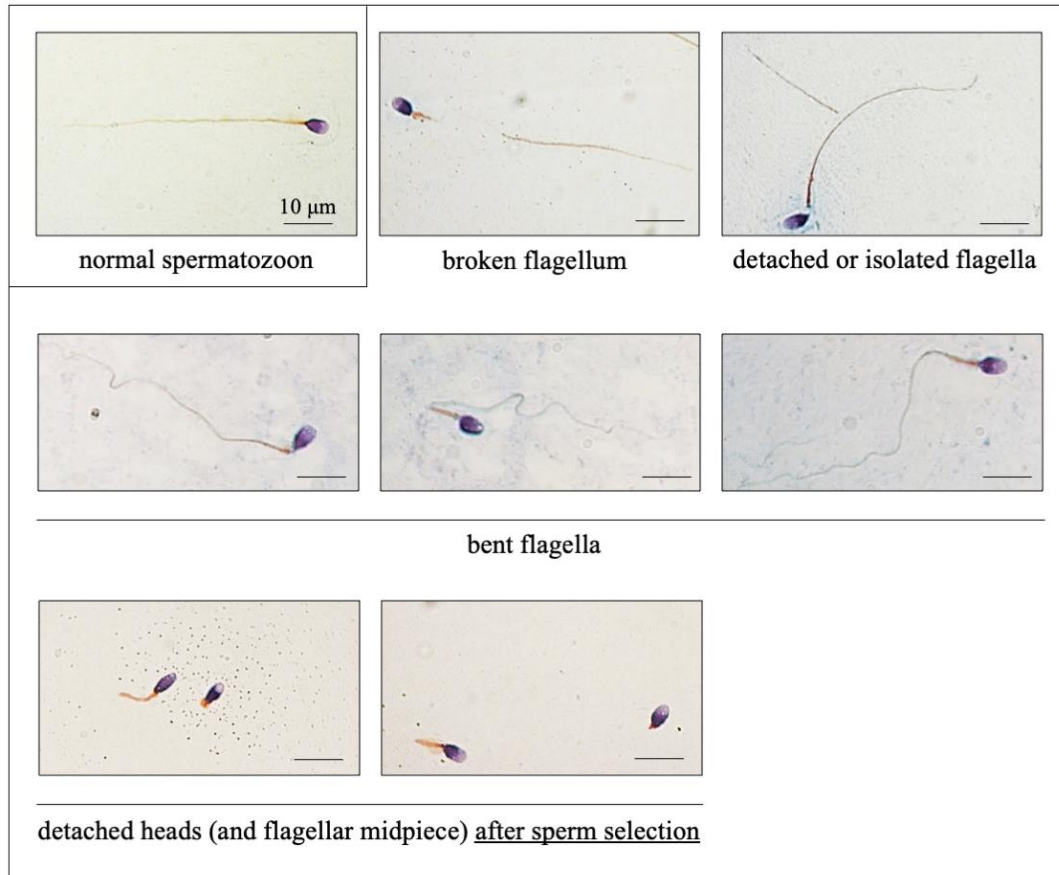 10 μm
normal spermatozoon
broken flagellum
detached or isolated flagella
bent flagella
detached heads (and flagellar midpiece) after sperm selection